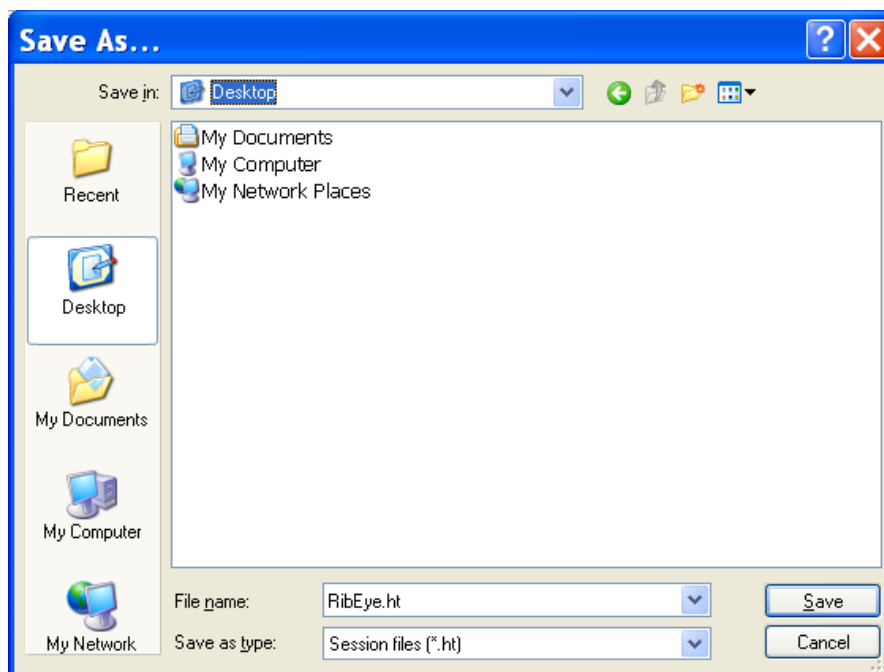 Save As...
Save in:
Desktop
My Documents
My Computer
My Network Places
Recent
Desktop
My Documents
My Computer
My Network
File name:
RibEye.ht
Save
Save as type:
Session files (*.ht)
Cancel